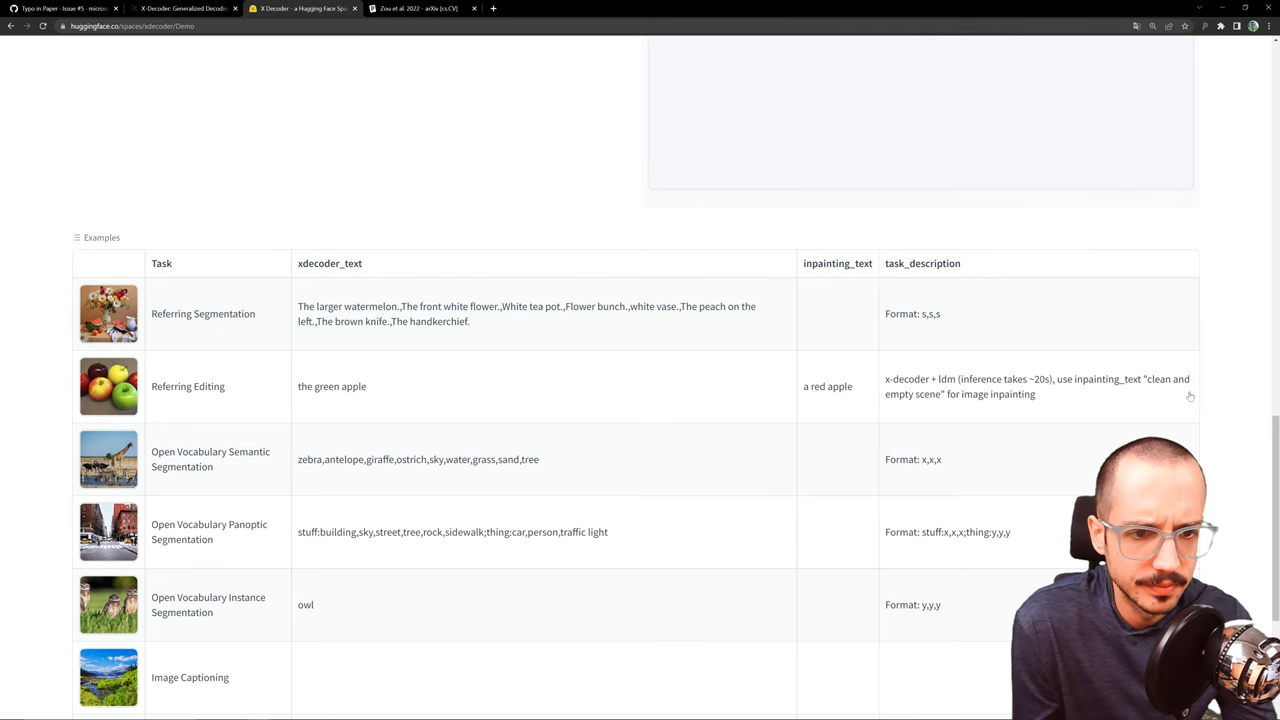 Typo in Paper · Issue #5 · micros
X-Decoder: Generalized Decodin
X Decoder - a Hugging Face Spa
Zou et al. 2022 - arXiv [cs.CV]
huggingface.co/spaces/xdecoder/Demo
Examples
Task xdecoder_text inpainting_text task_description
Referring Segmentation
The larger watermelon.,The front white flower.,White tea pot.,Flower bunch.,white vase.,The peach on the
left.,The brown knife.,The handkerchief.
Format: s,s,s
Referring Editing
the green apple
a red apple
x-decoder + ldm (inference takes ~20s), use inpainting_text "clean and
empty scene" for image inpainting
Open Vocabulary Semantic
Segmentation
zebra,antelope,giraffe,ostrich,sky,water,grass,sand,tree
Format: x,x,x
Open Vocabulary Panoptic
Segmentation
stuff:building,sky,street,tree,rock,sidewalk;thing:car,person,traffic light
Format: stuff:x,x,x;thing:y,y,y
Open Vocabulary Instance
Segmentation
owl
Format: y,y,y
Image Captioning